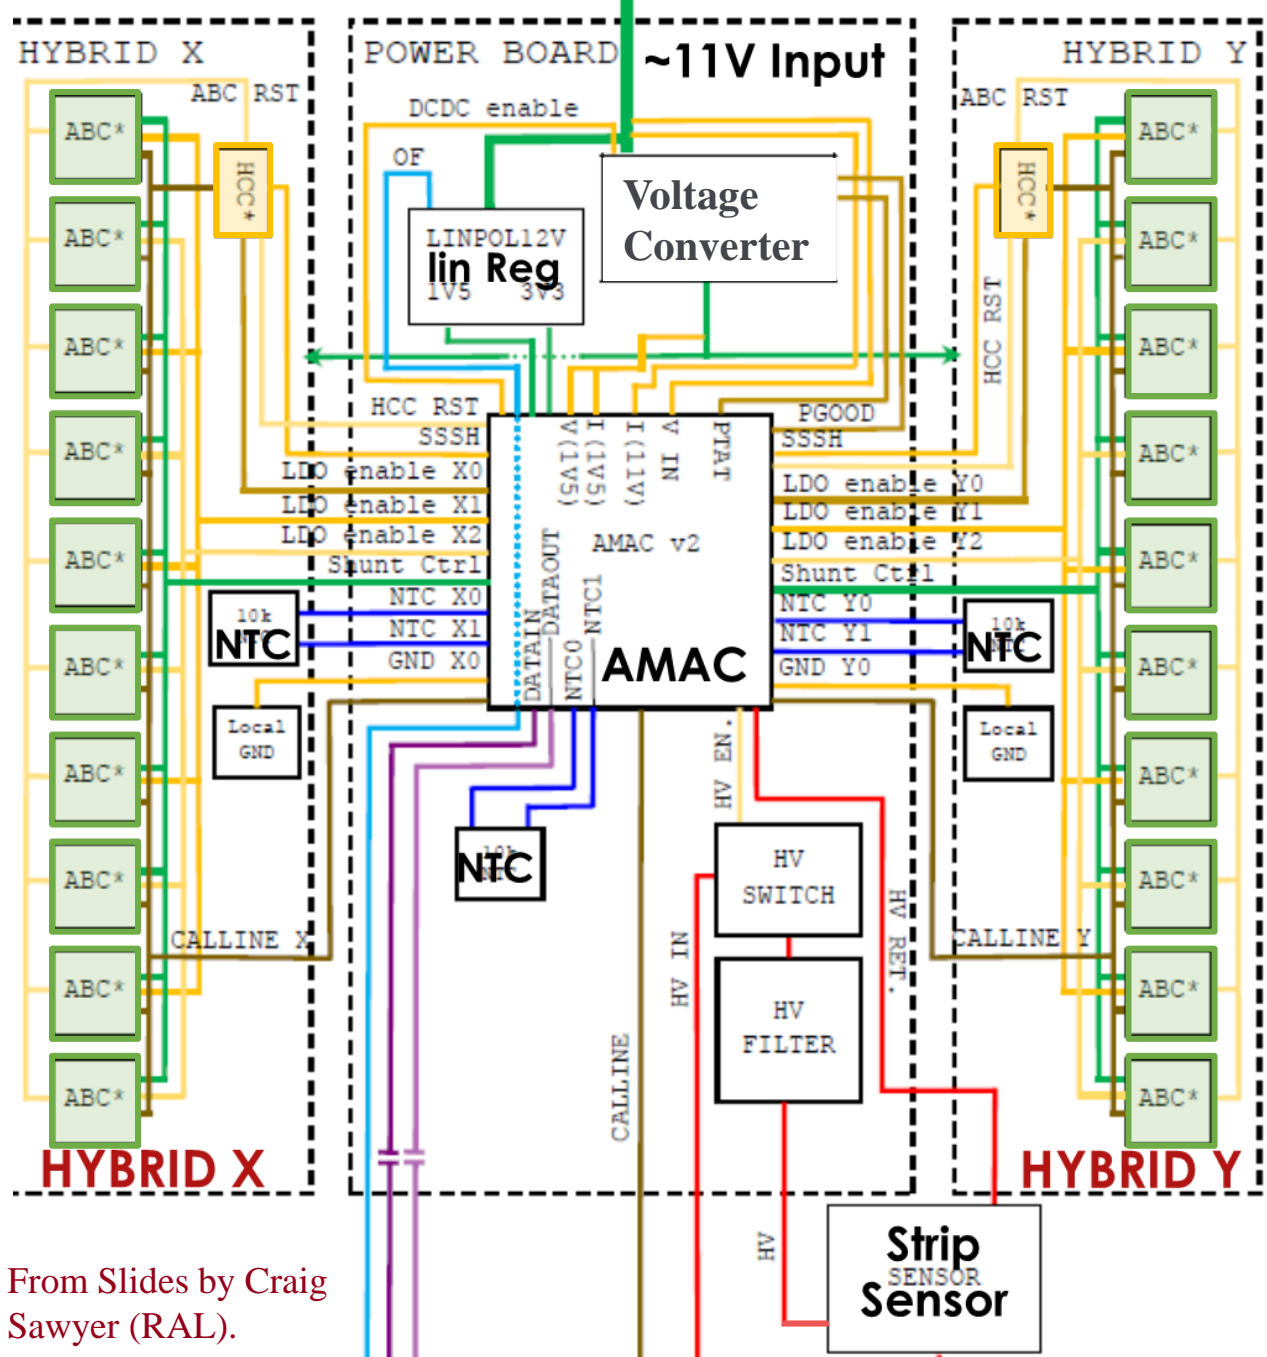 HYBRID X
ABC RST
ABC*
ABC*
ABC*
ABC*
ABC*
ABC*
ABC*
ABC*
ABC*
ABC*
HCC*
HYBRID X
POWER BOARD
~11V Input
DCDC enable
OF
LINPOL12V
lin Reg
1V5 3V3
Voltage
Converter
HYBRID Y
ABC RST
HCC*
HCC RST
ABC*
ABC*
ABC*
ABC*
ABC*
ABC*
ABC*
ABC*
ABC*
ABC*
HYBRID Y
HCC RST
SSSH
LDO enable X0
LDO enable X1
LDO enable X2
Shunt Ctrl
NTC X0
NTC X1
GND X0
V(1V5)
I(1V5)
I(11V)
V IN
PTAT
AMAC v2
AMAC
DATAIN
DATAOUT
NTC0
NTC1
PGOOD
SSSH
LDO enable Y0
LDO enable Y1
LDO enable Y2
Shunt Ctrl
NTC Y0
NTC Y1
GND Y0
10k
NTC
Local
GND
10k
NTC
Local
GND
10k
NTC
CALLINE X
CALLINE Y
CALLINE
HV EN.
HV
SWITCH
HV
FILTER
HV IN
HV RET.
HV
Strip
SENSOR
Sensor
From Slides by Craig
Sawyer (RAL).